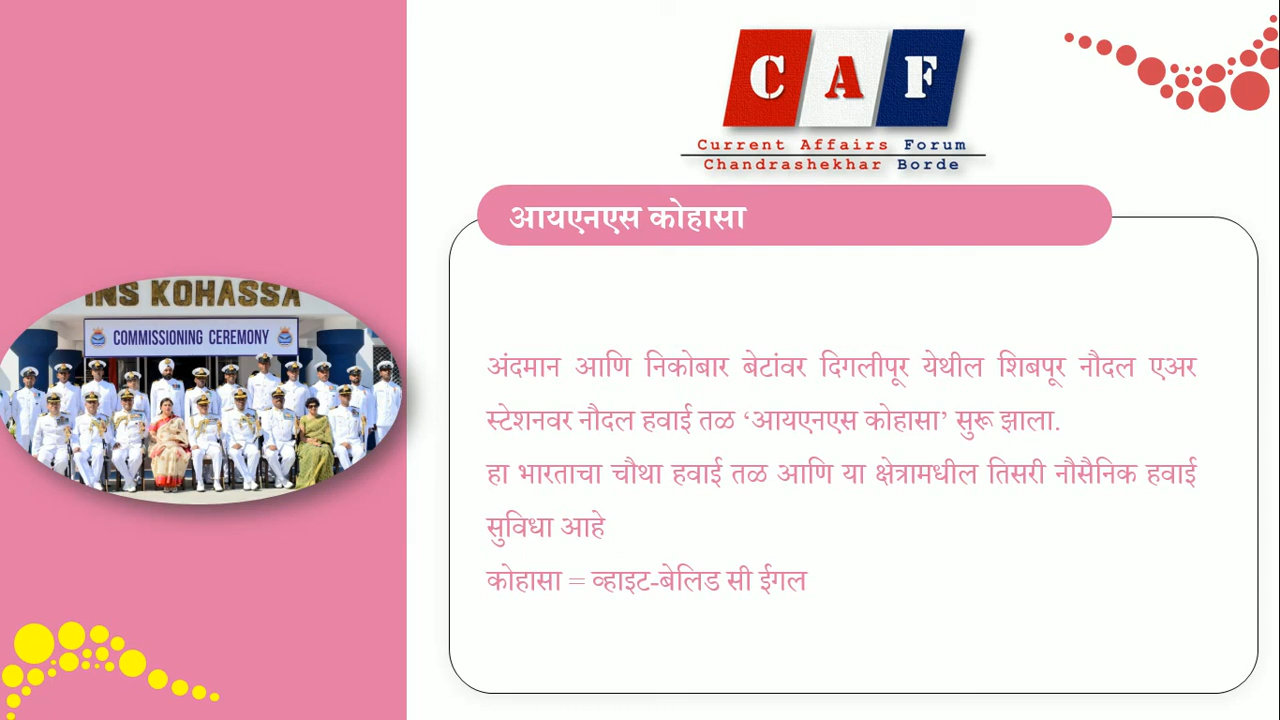 C A F
Current Affairs Forum
Chandrashekhar Borde
आयएनएस कोहासा
INS KOHASSA
COMMISSIONING CEREMONY
अंदमान आणि निकोबार बेटांवर दिगलीपूर येथील शिबपूर नौदल एअर
स्टेशनवर नौदल हवाई तळ ‘आयएनएस कोहासा’ सुरू झाला.
हा भारताचा चौथा हवाई तळ आणि या क्षेत्रामधील तिसरी नौसैनिक हवाई
सुविधा आहे
कोहासा = व्हाइट-बेलिड सी ईगल